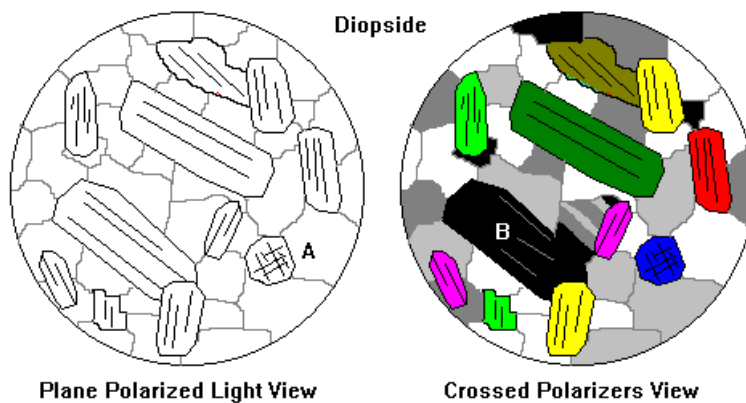 Diopside
A
B
Plane Polarized Light View
Crossed Polarizers View